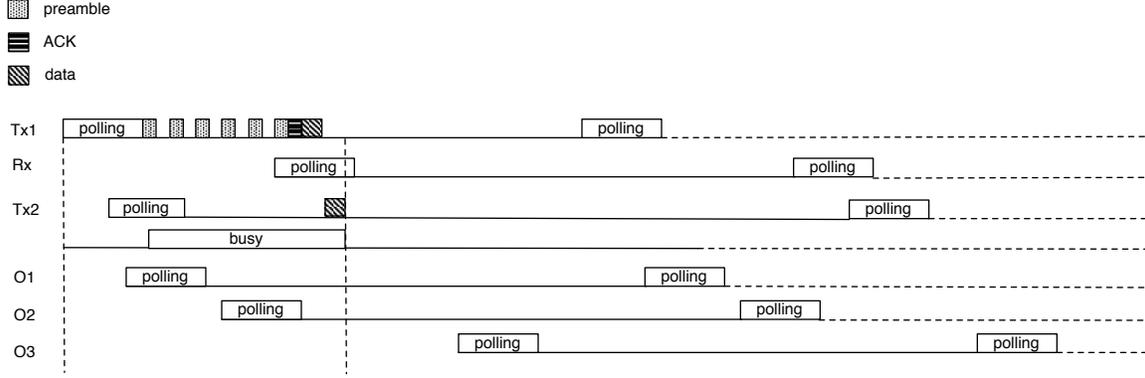 preamble
ACK
data
Tx1 polling polling
Rx polling polling
Tx2 polling polling
busy
O1 polling polling
O2 polling polling
O3 polling polling